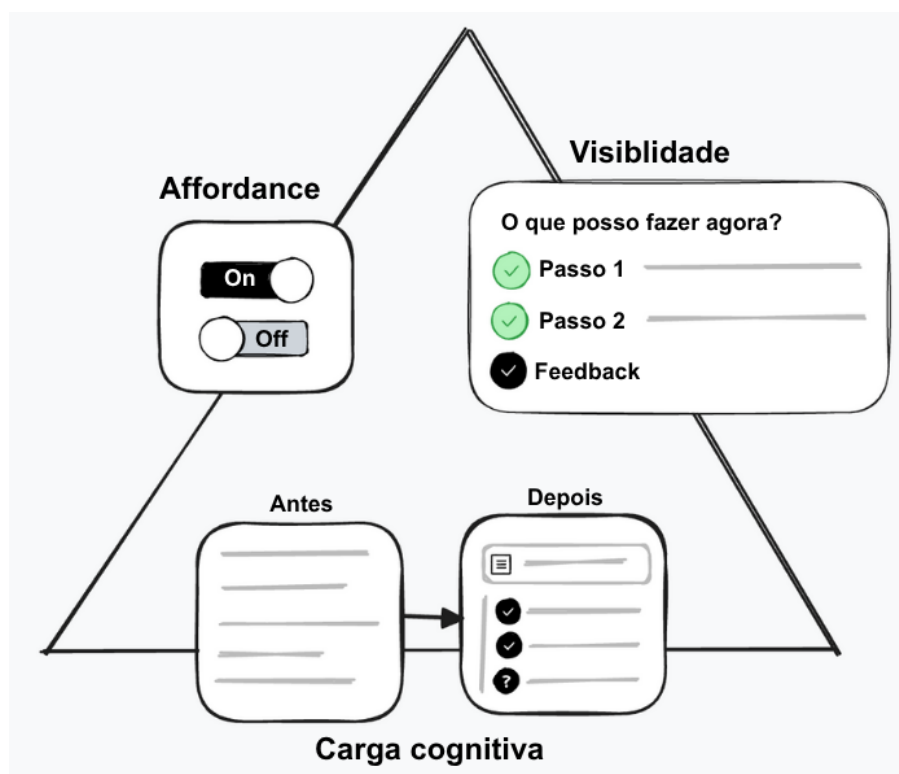 Visiblidade
Affordance
O que posso fazer agora?
On
Passo 1
Off
Passo 2
Feedback
Antes
Depois
?
Carga cognitiva